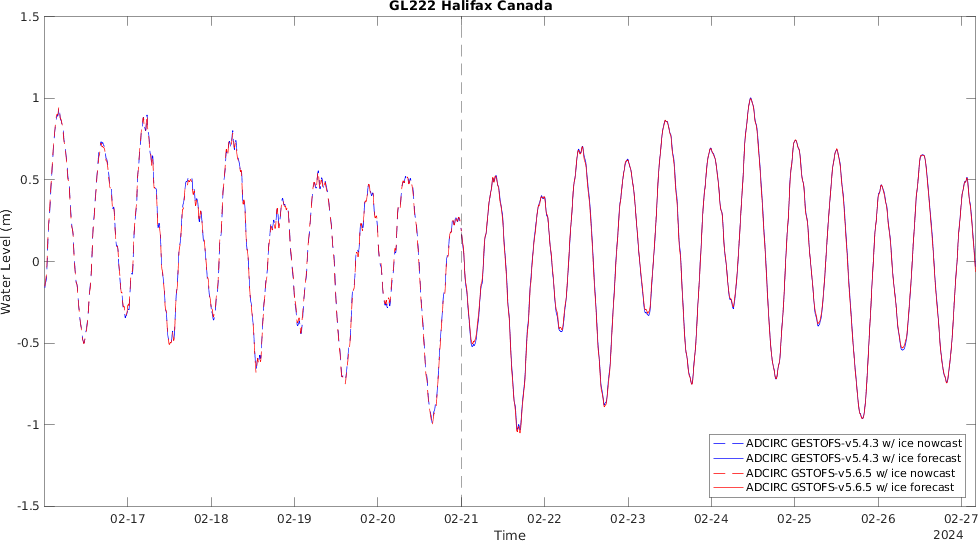 GL222 Halifax Canada
1.5
1
0.5
0
-0.5
-1
-1.5
Water Level (m)
ADCIRC GESTOFS-v5.4.3 w/ ice nowcast
ADCIRC GESTOFS-v5.4.3 w/ ice forecast
ADCIRC GSTOFS-v5.6.5 w/ ice nowcast
ADCIRC GSTOFS-v5.6.5 w/ ice forecast
02-17 02-18 02-19 02-20 02-21 02-22 02-23 02-24 02-25 02-26 02-27
Time
2024